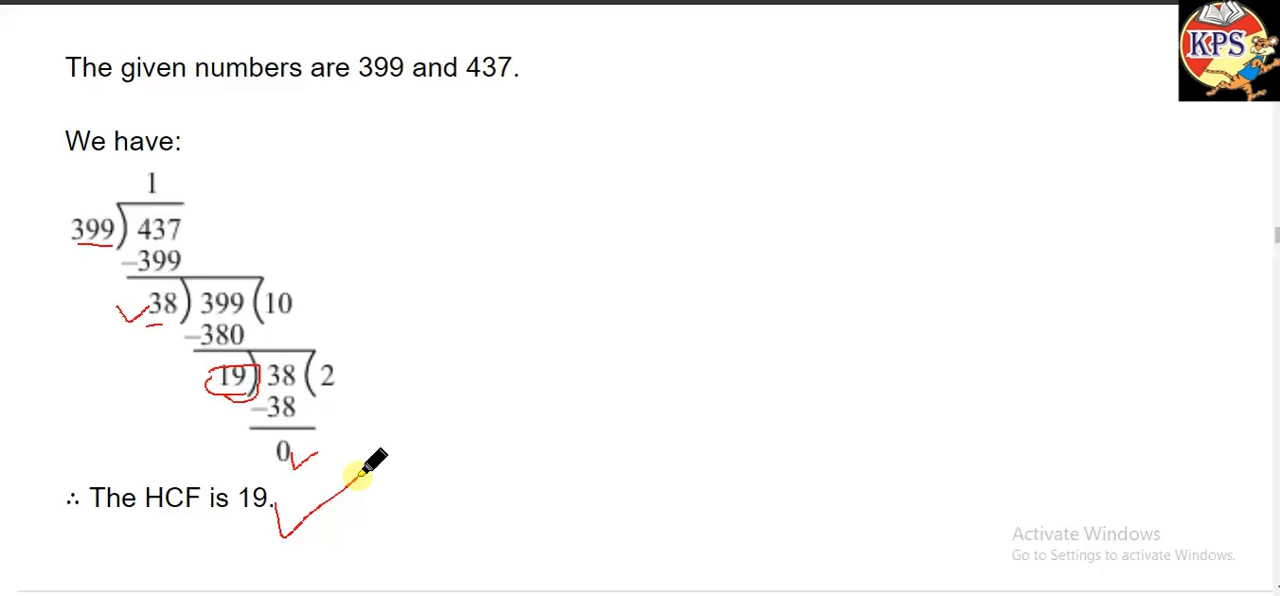 KPS
The given numbers are 399 and 437.
We have:
1
399) 437
–399
38) 399 (10
–380
19) 38 (2
–38
0
∴ The HCF is 19.
Activate Windows
Go to Settings to activate Windows.